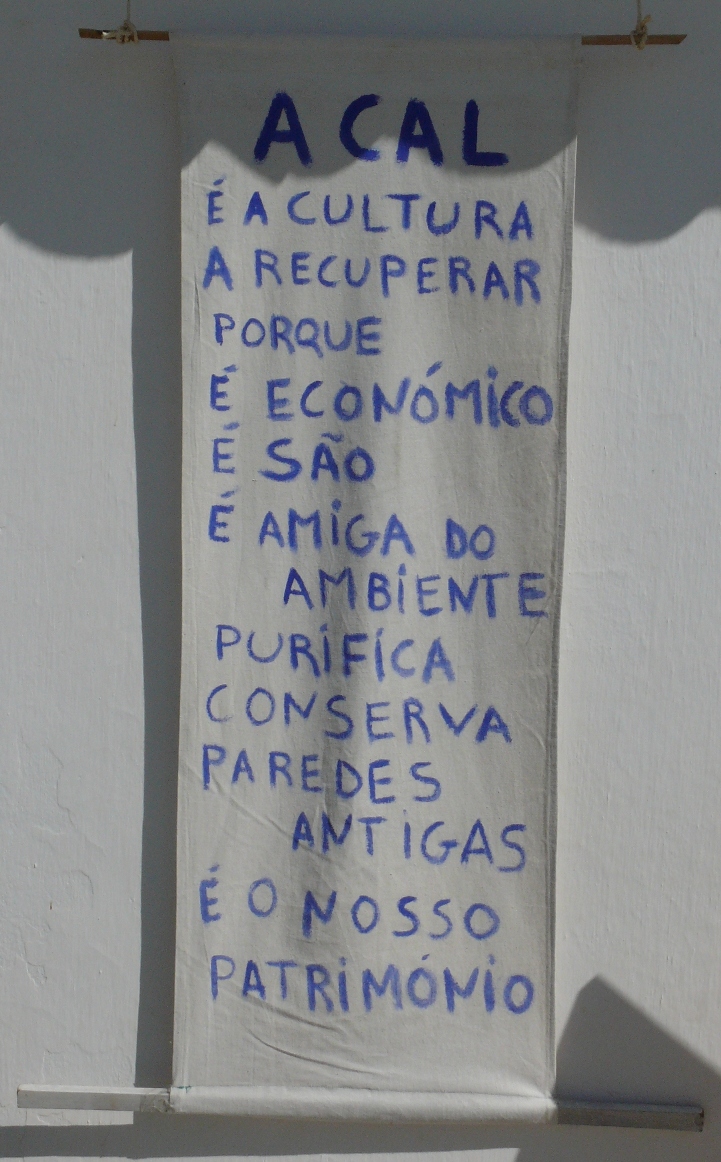 A CAL
É A CULTURA
A RECUPERAR
PORQUE
É ECONÓMICO
É SÃO
É AMIGA DO
AMBIENTE
PURIFICA
CONSERVA
PAREDES
ANTIGAS
É O NOSSO
PATRIMÓNIO